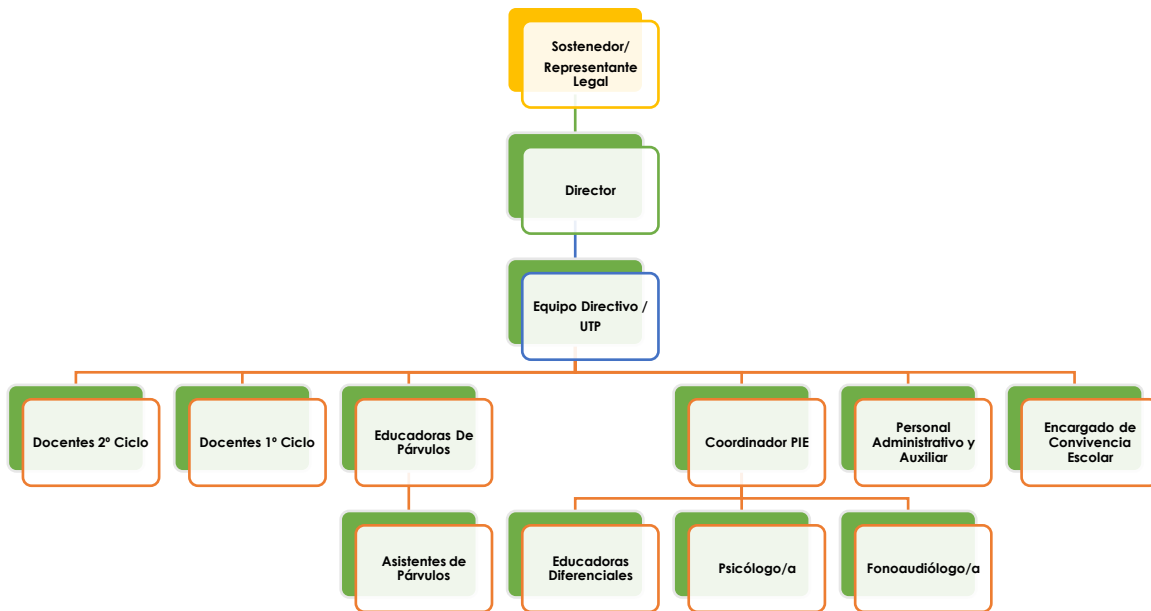 Sostenedor/
Representante
Legal
Director
Equipo Directivo /
UTP
Docentes 2º Ciclo
Docentes 1º Ciclo
Educadoras De
Párvulos
Coordinador PIE
Personal
Administrativo y
Auxiliar
Encargado de
Convivencia
Escolar
Asistentes de
Párvulos
Educadoras
Diferenciales
Psicólogo/a
Fonoaudiólogo/a